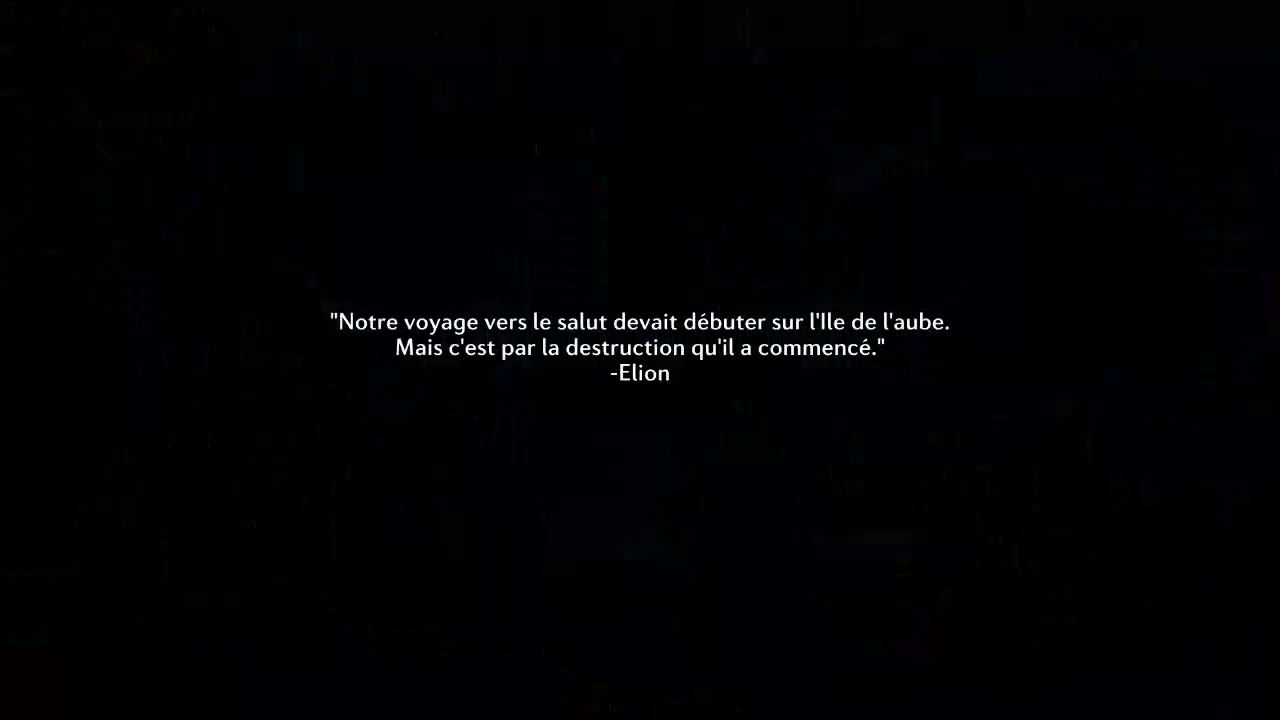 "Notre voyage vers le salut devait débuter sur l'Ile de l'aube.
Mais c'est par la destruction qu'il a commencé."
-Elion